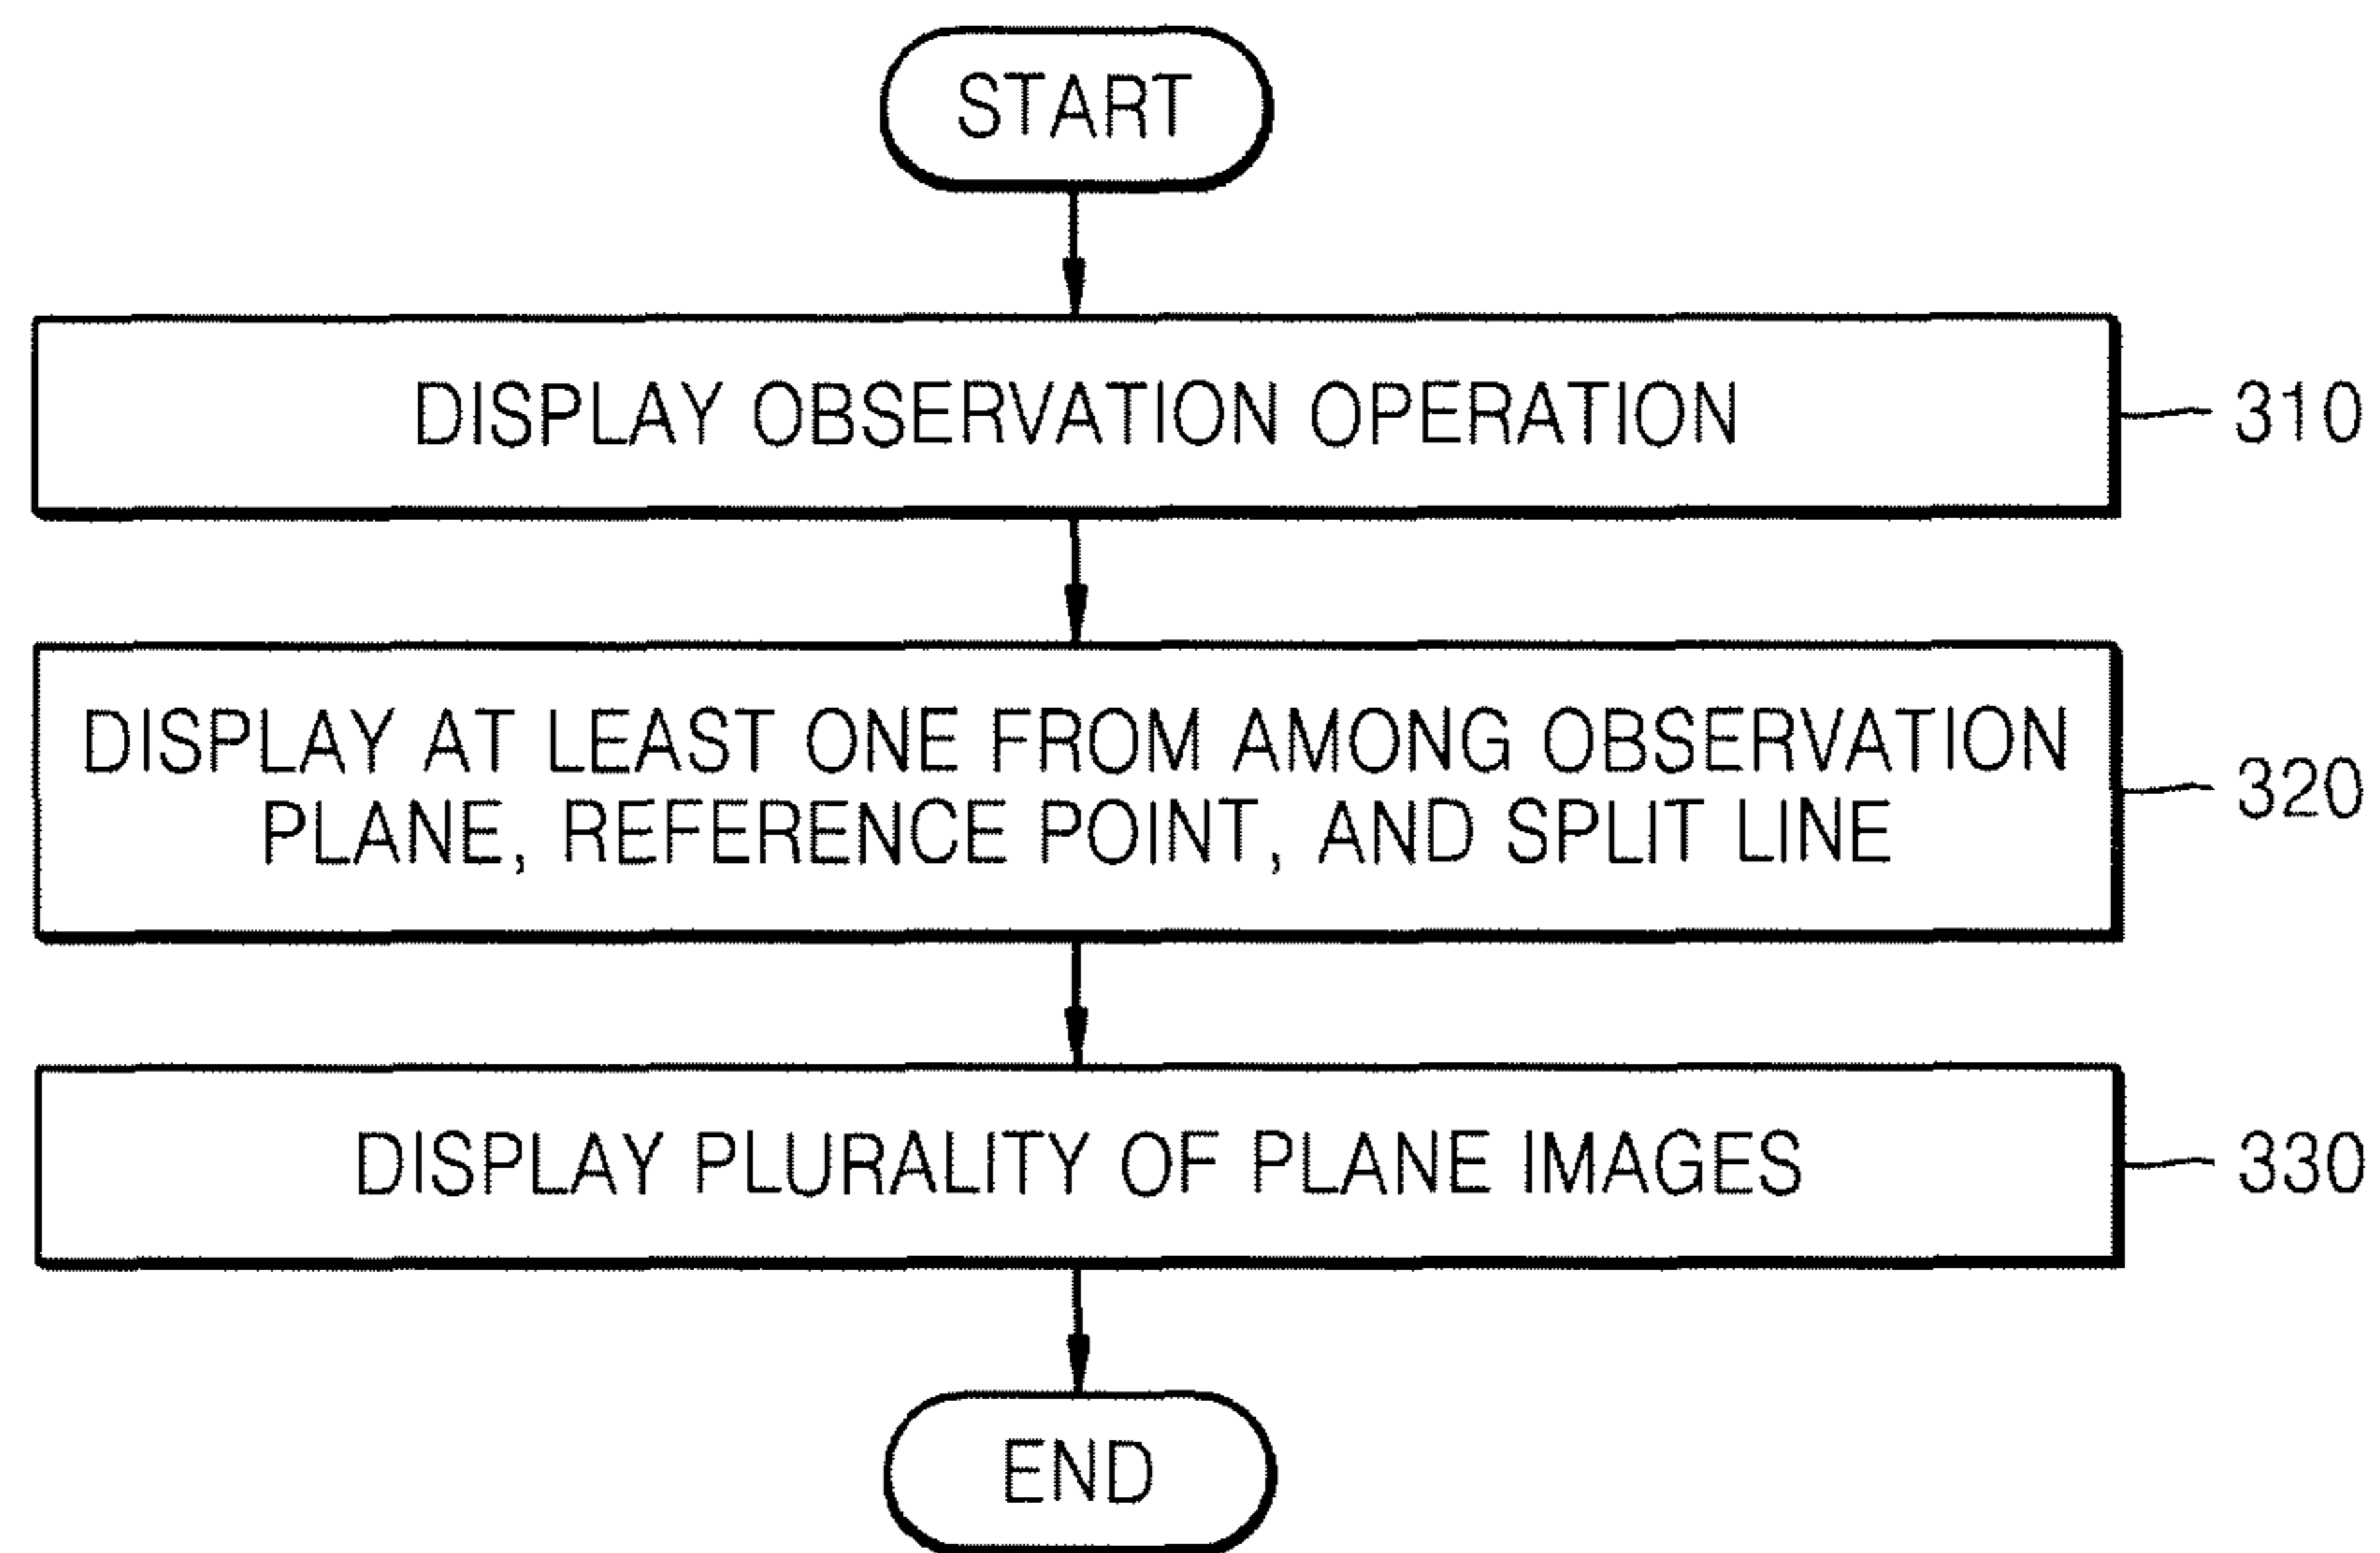 START
DISPLAY OBSERVATION OPERATION
310
DISPLAY AT LEAST ONE FROM AMONG OBSERVATION
PLANE, REFERENCE POINT, AND SPLIT LINE
320
DISPLAY PLURALITY OF PLANE IMAGES
330
END